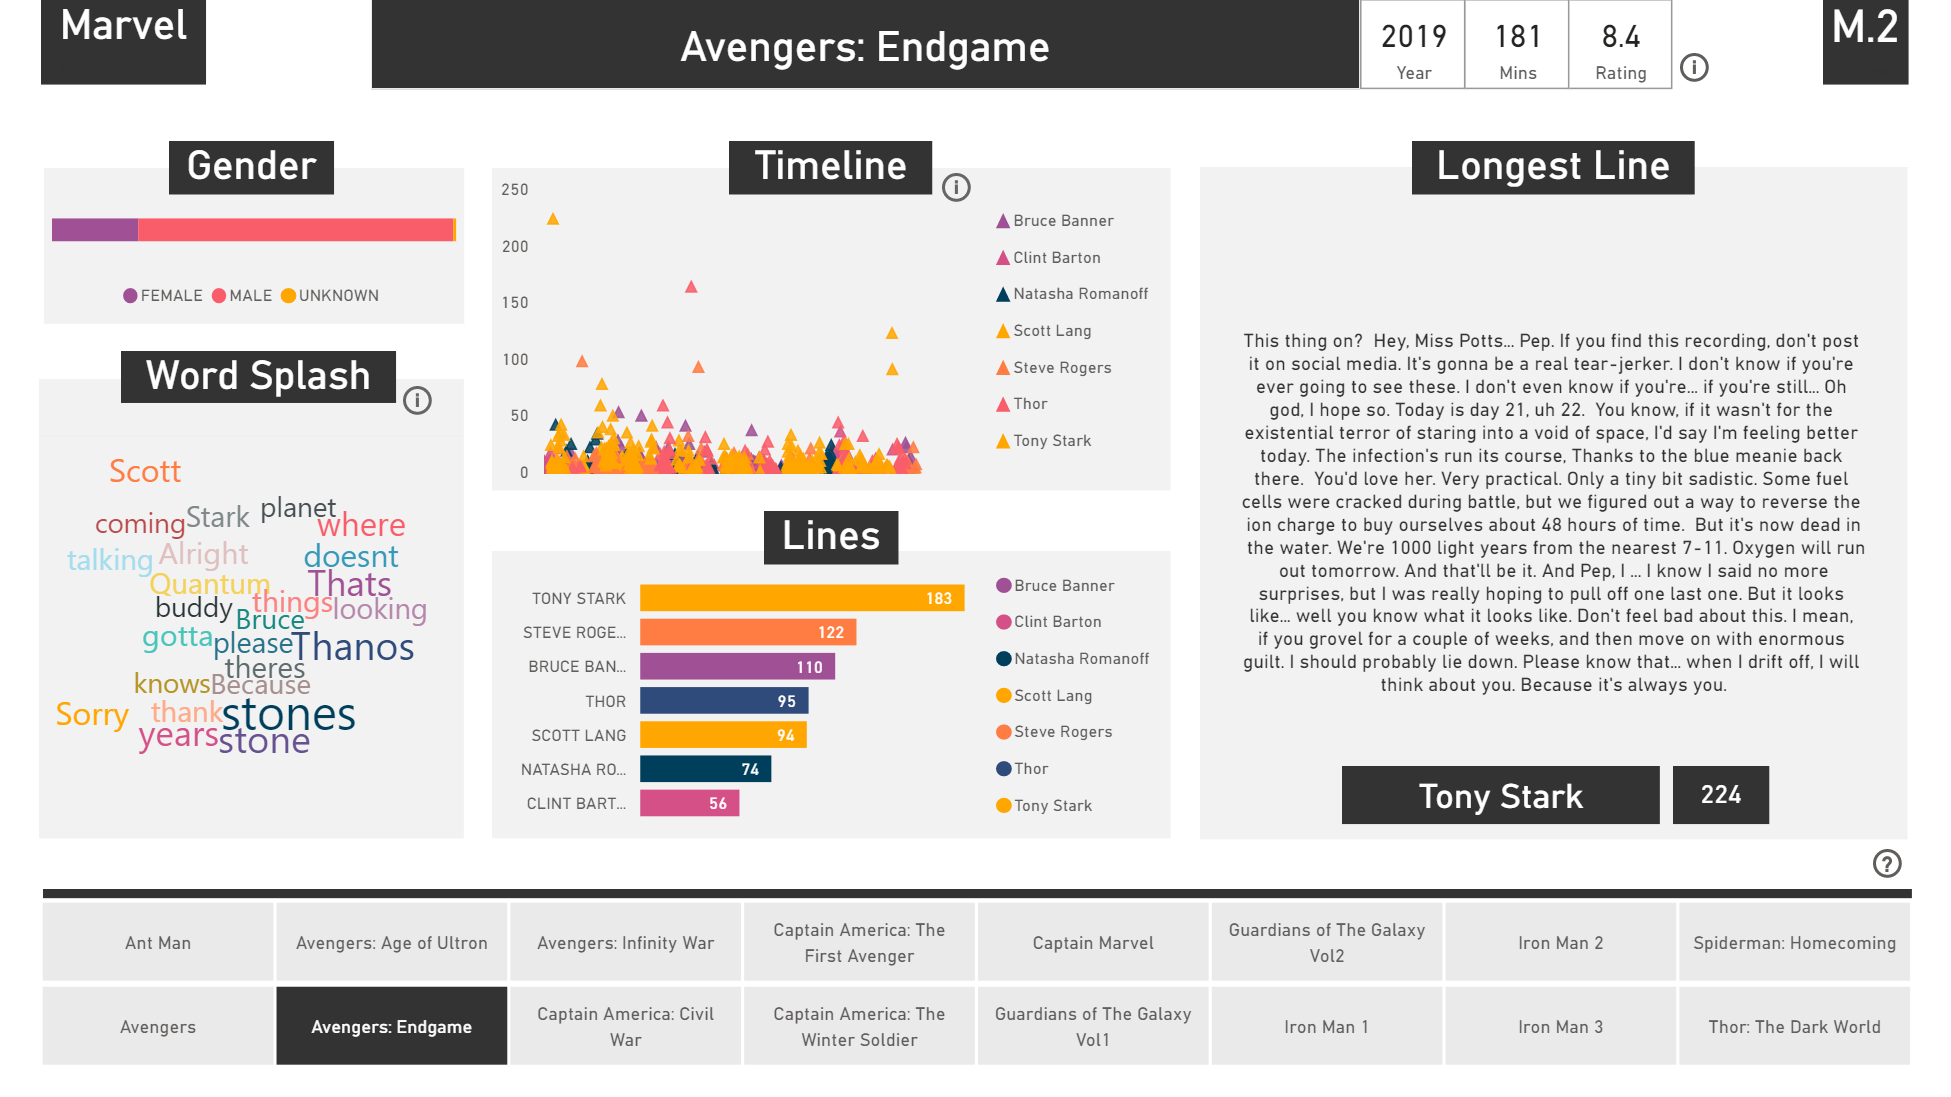 Marvel
Avengers: Endgame
2019
Year
181
Mins
8.4
Rating
i
M.2
Gender
FEMALE MALE UNKNOWN
Word Splash
i
Scott
planet
coming Stark where
talking Alright doesnt
Quantum Thats
buddy things looking
Bruce
gotta please Thanos
theres
knows Because
Sorry thank stones
years stone
Timeline
i
250
200
150
100
50
0
Bruce Banner
Clint Barton
Natasha Romanoff
Scott Lang
Steve Rogers
Thor
Tony Stark
Lines
TONY STARK 183
STEVE ROGE... 122
BRUCE BAN... 110
THOR 95
SCOTT LANG 94
NATASHA RO... 74
CLINT BART... 56
Bruce Banner
Clint Barton
Natasha Romanoff
Scott Lang
Steve Rogers
Thor
Tony Stark
Longest Line
This thing on?  Hey, Miss Potts... Pep. If you find this recording, don't post
it on social media. It's gonna be a real tear-jerker. I don't know if you're
ever going to see these. I don't even know if you're... if you're still... Oh
god, I hope so. Today is day 21, uh 22.  You know, if it wasn't for the
existential terror of staring into a void of space, I'd say I'm feeling better
today. The infection's run its course, Thanks to the blue meanie back
there.  You'd love her. Very practical. Only a tiny bit sadistic. Some fuel
cells were cracked during battle, but we figured out a way to reverse the
ion charge to buy ourselves about 48 hours of time.  But it's now dead in
the water. We're 1000 light years from the nearest 7-11. Oxygen will run
out tomorrow. And that'll be it. And Pep, I ... I know I said no more
surprises, but I was really hoping to pull off one last one. But it looks
like... well you know what it looks like. Don't feel bad about this. I mean,
if you grovel for a couple of weeks, and then move on with enormous
guilt. I should probably lie down. Please know that... when I drift off, I will
think about you. Because it's always you.
Tony Stark 224
?
Ant Man
Avengers: Age of Ultron
Avengers: Infinity War
Captain America: The
First Avenger
Captain Marvel
Guardians of The Galaxy
Vol2
Iron Man 2
Spiderman: Homecoming
Avengers
Avengers: Endgame
Captain America: Civil
War
Captain America: The
Winter Soldier
Guardians of The Galaxy
Vol1
Iron Man 1
Iron Man 3
Thor: The Dark World